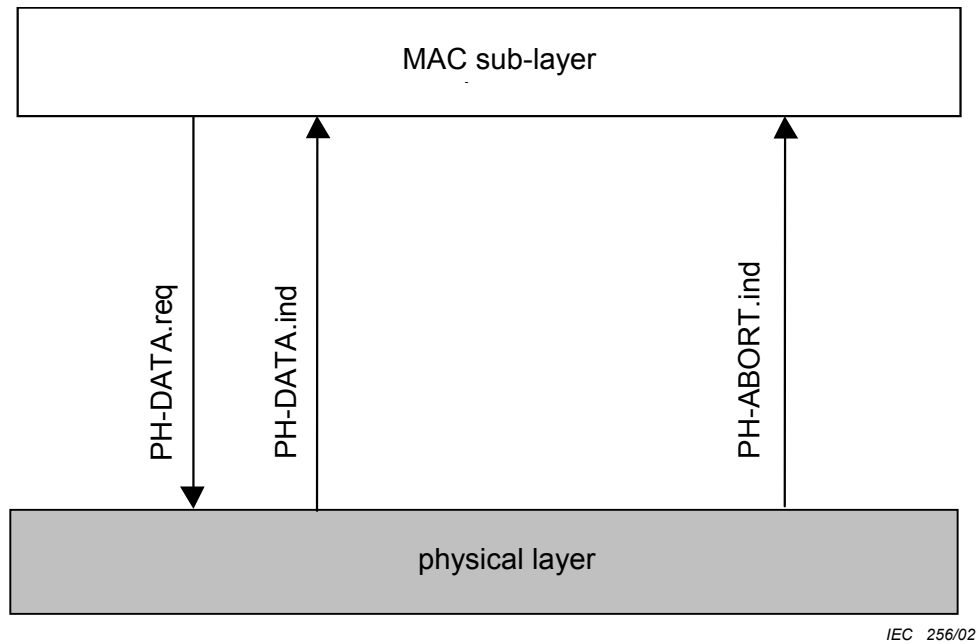 MAC sub-layer
PH-DATA.req
PH-DATA.ind
PH-ABORT.ind
physical layer
IEC 256/02